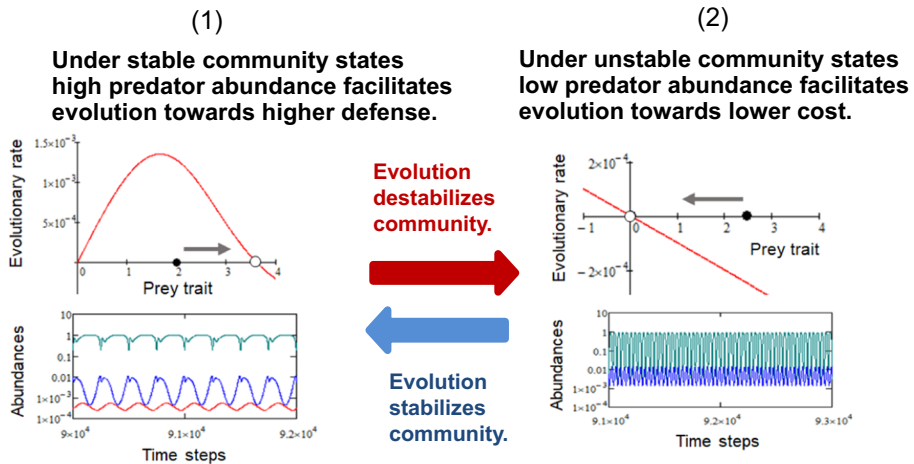 (1)
Under stable community states
high predator abundance facilitates
evolution towards higher defense.
Evolutionary rate
1.5×10⁻³
1×10⁻³
5×10⁻⁴
0
1
2
3
4
Prey trait
Abundances
10
1
0.1
0.01
1×10⁻³
1×10⁻⁴
9×10⁴
9.1×10⁴
9.2×10⁴
Time steps
Evolution
destabilizes
community.
Evolution
stabilizes
community.
(2)
Under unstable community states
low predator abundance facilitates
evolution towards lower cost.
Evolutionary rate
2×10⁻⁴
− 2×10⁻⁴
− 1
0
1
2
3
4
Prey trait
Abundances
10
1
0.1
0.01
1×10⁻³
1×10⁻⁴
9.1×10⁴
9.2×10⁴
9.3×10⁴
Time steps